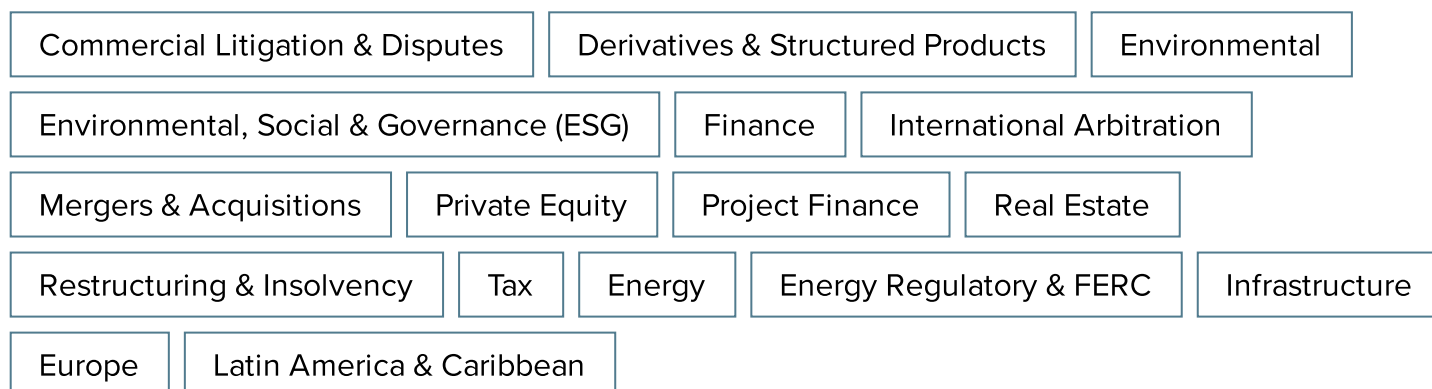 Commercial Litigation & Disputes Derivatives & Structured Products Environmental
Environmental, Social & Governance (ESG) Finance International Arbitration
Mergers & Acquisitions Private Equity Project Finance Real Estate
Restructuring & Insolvency Tax Energy Energy Regulatory & FERC Infrastructure
Europe Latin America & Caribbean